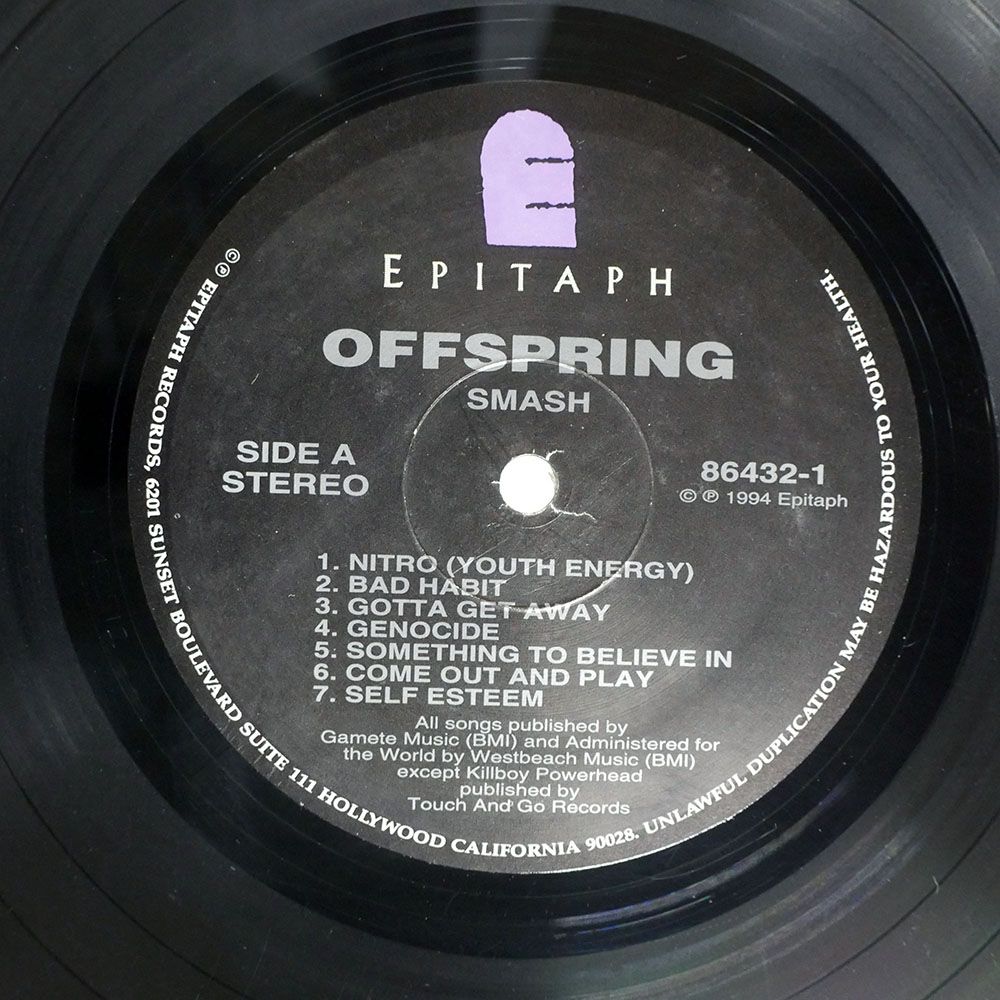 E
EPITAPH
OFFSPRING
SMASH
SIDE A
STEREO
86432-1
© ℗ 1994 Epitaph
1. NITRO (YOUTH ENERGY)
2. BAD HABIT
3. GOTTA GET AWAY
4. GENOCIDE
5. SOMETHING TO BELIEVE IN
6. COME OUT AND PLAY
7. SELF ESTEEM
All songs published by
Gamete Music (BMI) and Administered for
the World by Westbeach Music (BMI)
except Killboy Powerhead
published by
Touch And Go Records
©℗ EPITAPH RECORDS, 6201 SUNSET BOULEVARD SUITE 111 HOLLYWOOD CALIFORNIA 90028. UNLAWFUL DUPLICATION MAY BE HAZARDOUS TO YOUR HEALTH.